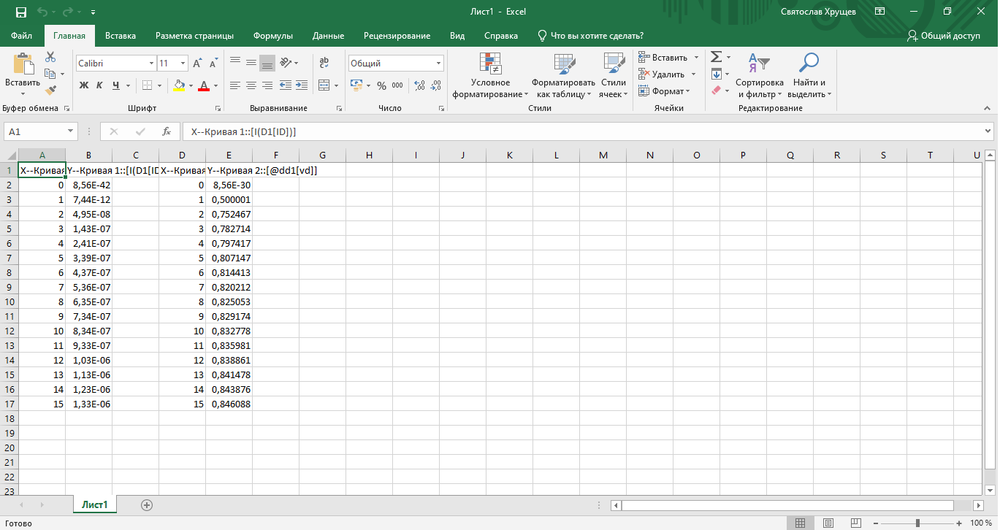 Лист1 - Excel
Святослав Хрущев
Файл Главная Вставка Разметка страницы Формулы Данные Рецензирование Вид Справка Что вы хотите сделать? Общий доступ
Вставить
Буфер обмена
Calibri 11
Ж К Ч
Шрифт
Выравнивание
Общий
% 000
Число
Условное форматирование
Форматировать как таблицу
Стили ячеек
Стили
Вставить
Удалить
Формат
Ячейки
Сортировка и фильтр
Найти и выделить
Редактирование
A1 fx X--Кривая 1::[I(D1[ID])]
A B C D E F G H I J K L M N O P Q R S T U
1 X--Кривая Y--Кривая 1::[I(D1[ID X--Кривая Y--Кривая 2::[@dd1[vd]]
2 0 8,56E-42 0 8,56E-30
3 1 7,44E-12 1 0,500001
4 2 4,95E-08 2 0,752467
5 3 1,43E-07 3 0,782714
6 4 2,41E-07 4 0,797417
7 5 3,39E-07 5 0,807147
8 6 4,37E-07 6 0,814413
9 7 5,36E-07 7 0,820212
10 8 6,35E-07 8 0,825053
11 9 7,34E-07 9 0,829174
12 10 8,34E-07 10 0,832778
13 11 9,33E-07 11 0,835981
14 12 1,03E-06 12 0,838861
15 13 1,13E-06 13 0,841478
16 14 1,23E-06 14 0,843876
17 15 1,33E-06 15 0,846088
18
19
20
21
22
23
Лист1
Готово
100 %